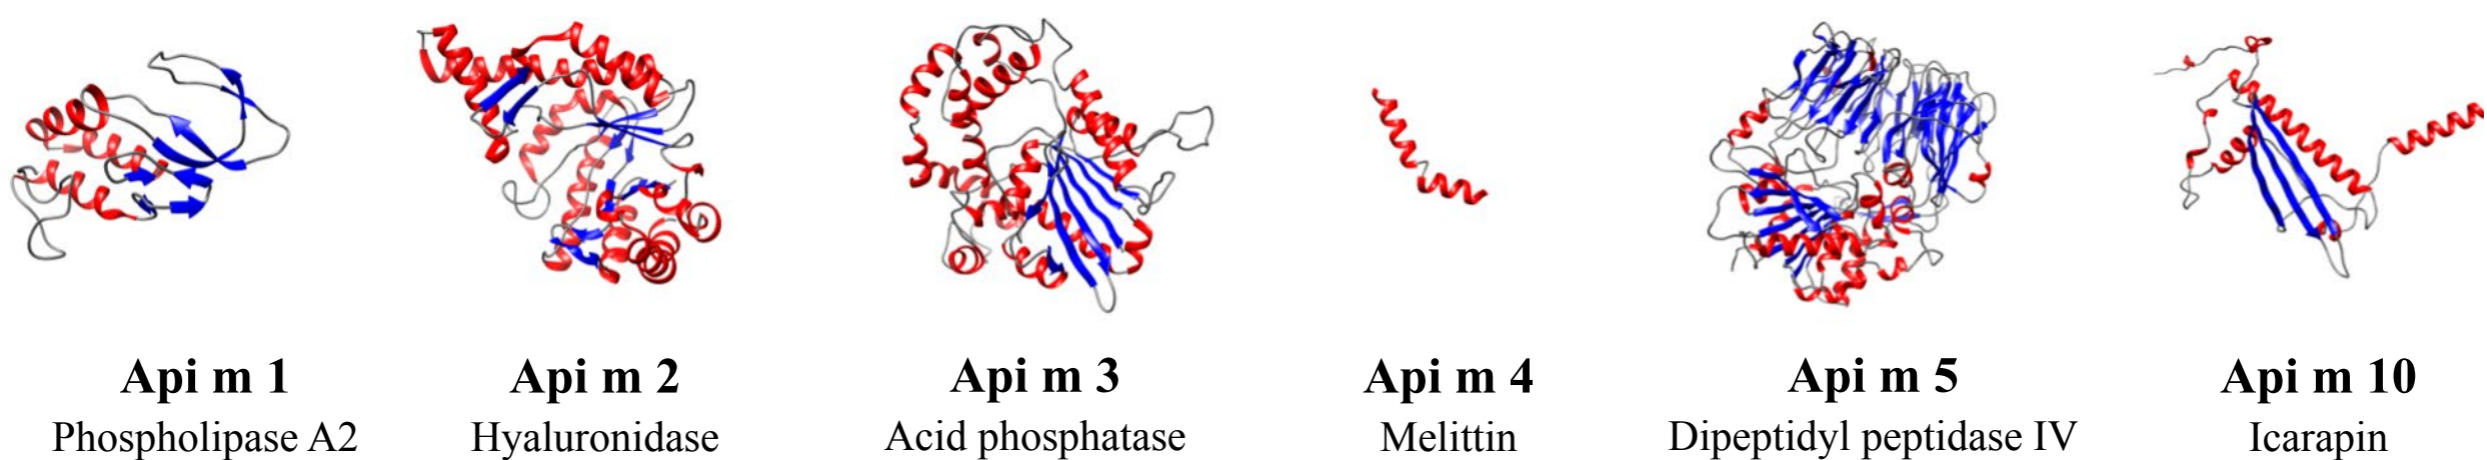 Api m 1 Api m 2 Api m 3 Api m 4 Api m 5 Api m 10
Phospholipase A2 Hyaluronidase Acid phosphatase Melittin Dipeptidyl peptidase IV Icarapin